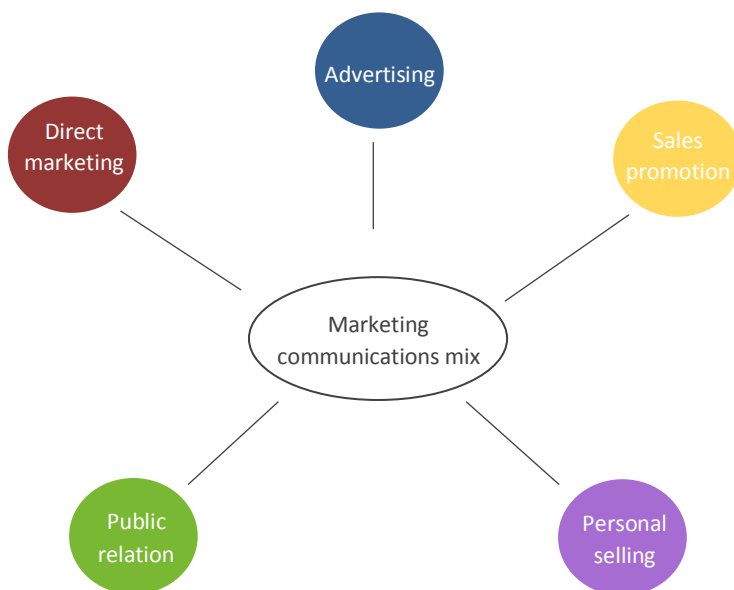 Advertising
Direct
marketing
Sales
promotion
Marketing
communications mix
Public
relation
Personal
selling